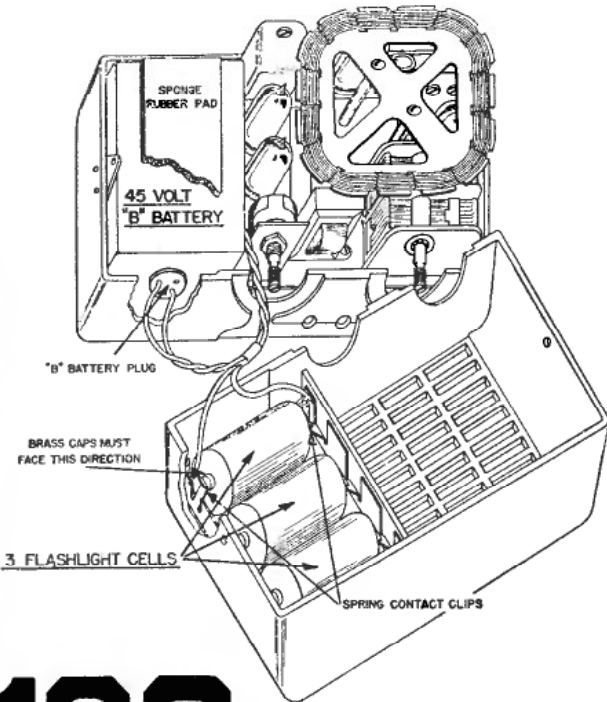 SPONGE
RUBBER PAD
45 VOLT
"B" BATTERY
"B" BATTERY PLUG
BRASS CAPS MUST
FACE THIS DIRECTION
3 FLASHLIGHT CELLS
SPRING CONTACT CLIPS